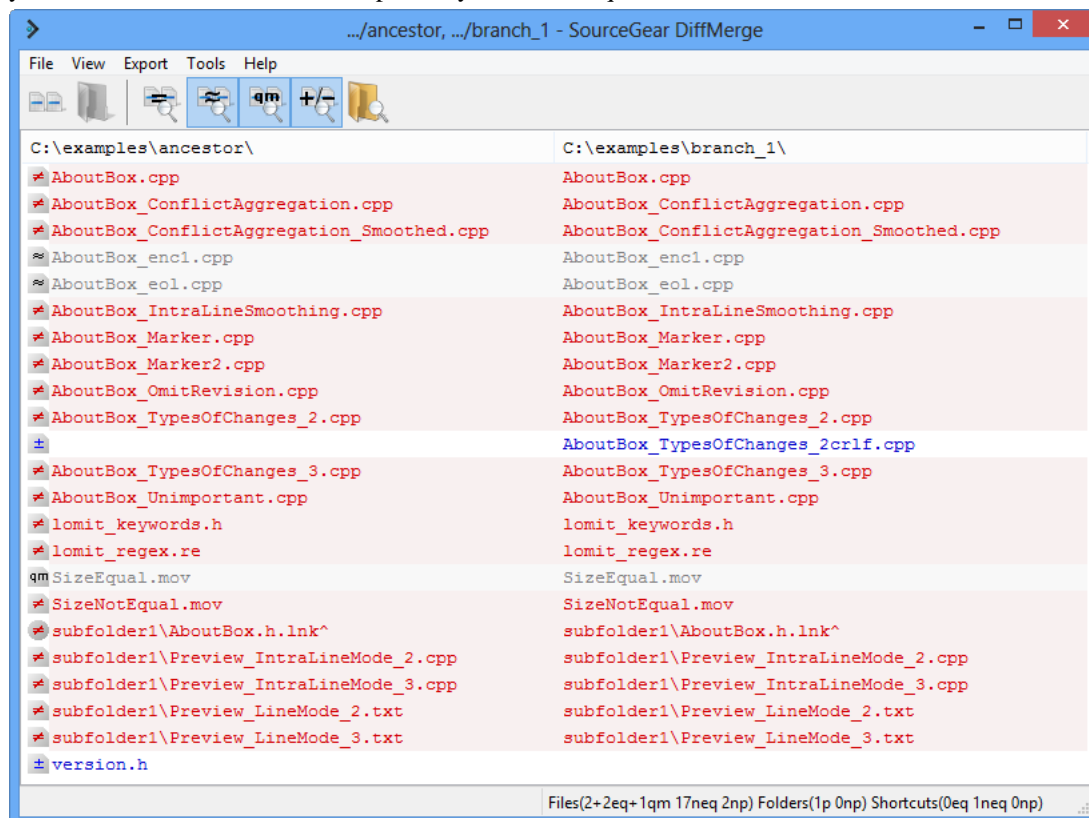 .../ancestor, .../branch_1 - SourceGear DiffMerge
File View Export Tools Help
= ≈ qm +/-
C:\examples\ancestor\ C:\examples\branch_1\
≠ AboutBox.cpp AboutBox.cpp
≠ AboutBox_ConflictAggregation.cpp AboutBox_ConflictAggregation.cpp
≠ AboutBox_ConflictAggregation_Smoothed.cpp AboutBox_ConflictAggregation_Smoothed.cpp
≈ AboutBox_enc1.cpp AboutBox_enc1.cpp
≈ AboutBox_eol.cpp AboutBox_eol.cpp
≠ AboutBox_IntraLineSmoothing.cpp AboutBox_IntraLineSmoothing.cpp
≠ AboutBox_Marker.cpp AboutBox_Marker.cpp
≠ AboutBox_Marker2.cpp AboutBox_Marker2.cpp
≠ AboutBox_OmitRevision.cpp AboutBox_OmitRevision.cpp
≠ AboutBox_TypesOfChanges_2.cpp AboutBox_TypesOfChanges_2.cpp
± AboutBox_TypesOfChanges_2crlf.cpp
≠ AboutBox_TypesOfChanges_3.cpp AboutBox_TypesOfChanges_3.cpp
≠ AboutBox_Unimportant.cpp AboutBox_Unimportant.cpp
≠ lomit_keywords.h lomit_keywords.h
≠ lomit_regex.re lomit_regex.re
qm SizeEqual.mov SizeEqual.mov
≠ SizeNotEqual.mov SizeNotEqual.mov
≠ subfolder1\AboutBox.h.lnk^ subfolder1\AboutBox.h.lnk^
≠ subfolder1\Preview_IntraLineMode_2.cpp subfolder1\Preview_IntraLineMode_2.cpp
≠ subfolder1\Preview_IntraLineMode_3.cpp subfolder1\Preview_IntraLineMode_3.cpp
≠ subfolder1\Preview_LineMode_2.txt subfolder1\Preview_LineMode_2.txt
≠ subfolder1\Preview_LineMode_3.txt subfolder1\Preview_LineMode_3.txt
± version.h
Files(2+2eq+1qm 17neq 2np) Folders(1p 0np) Shortcuts(0eq 1neq 0np)